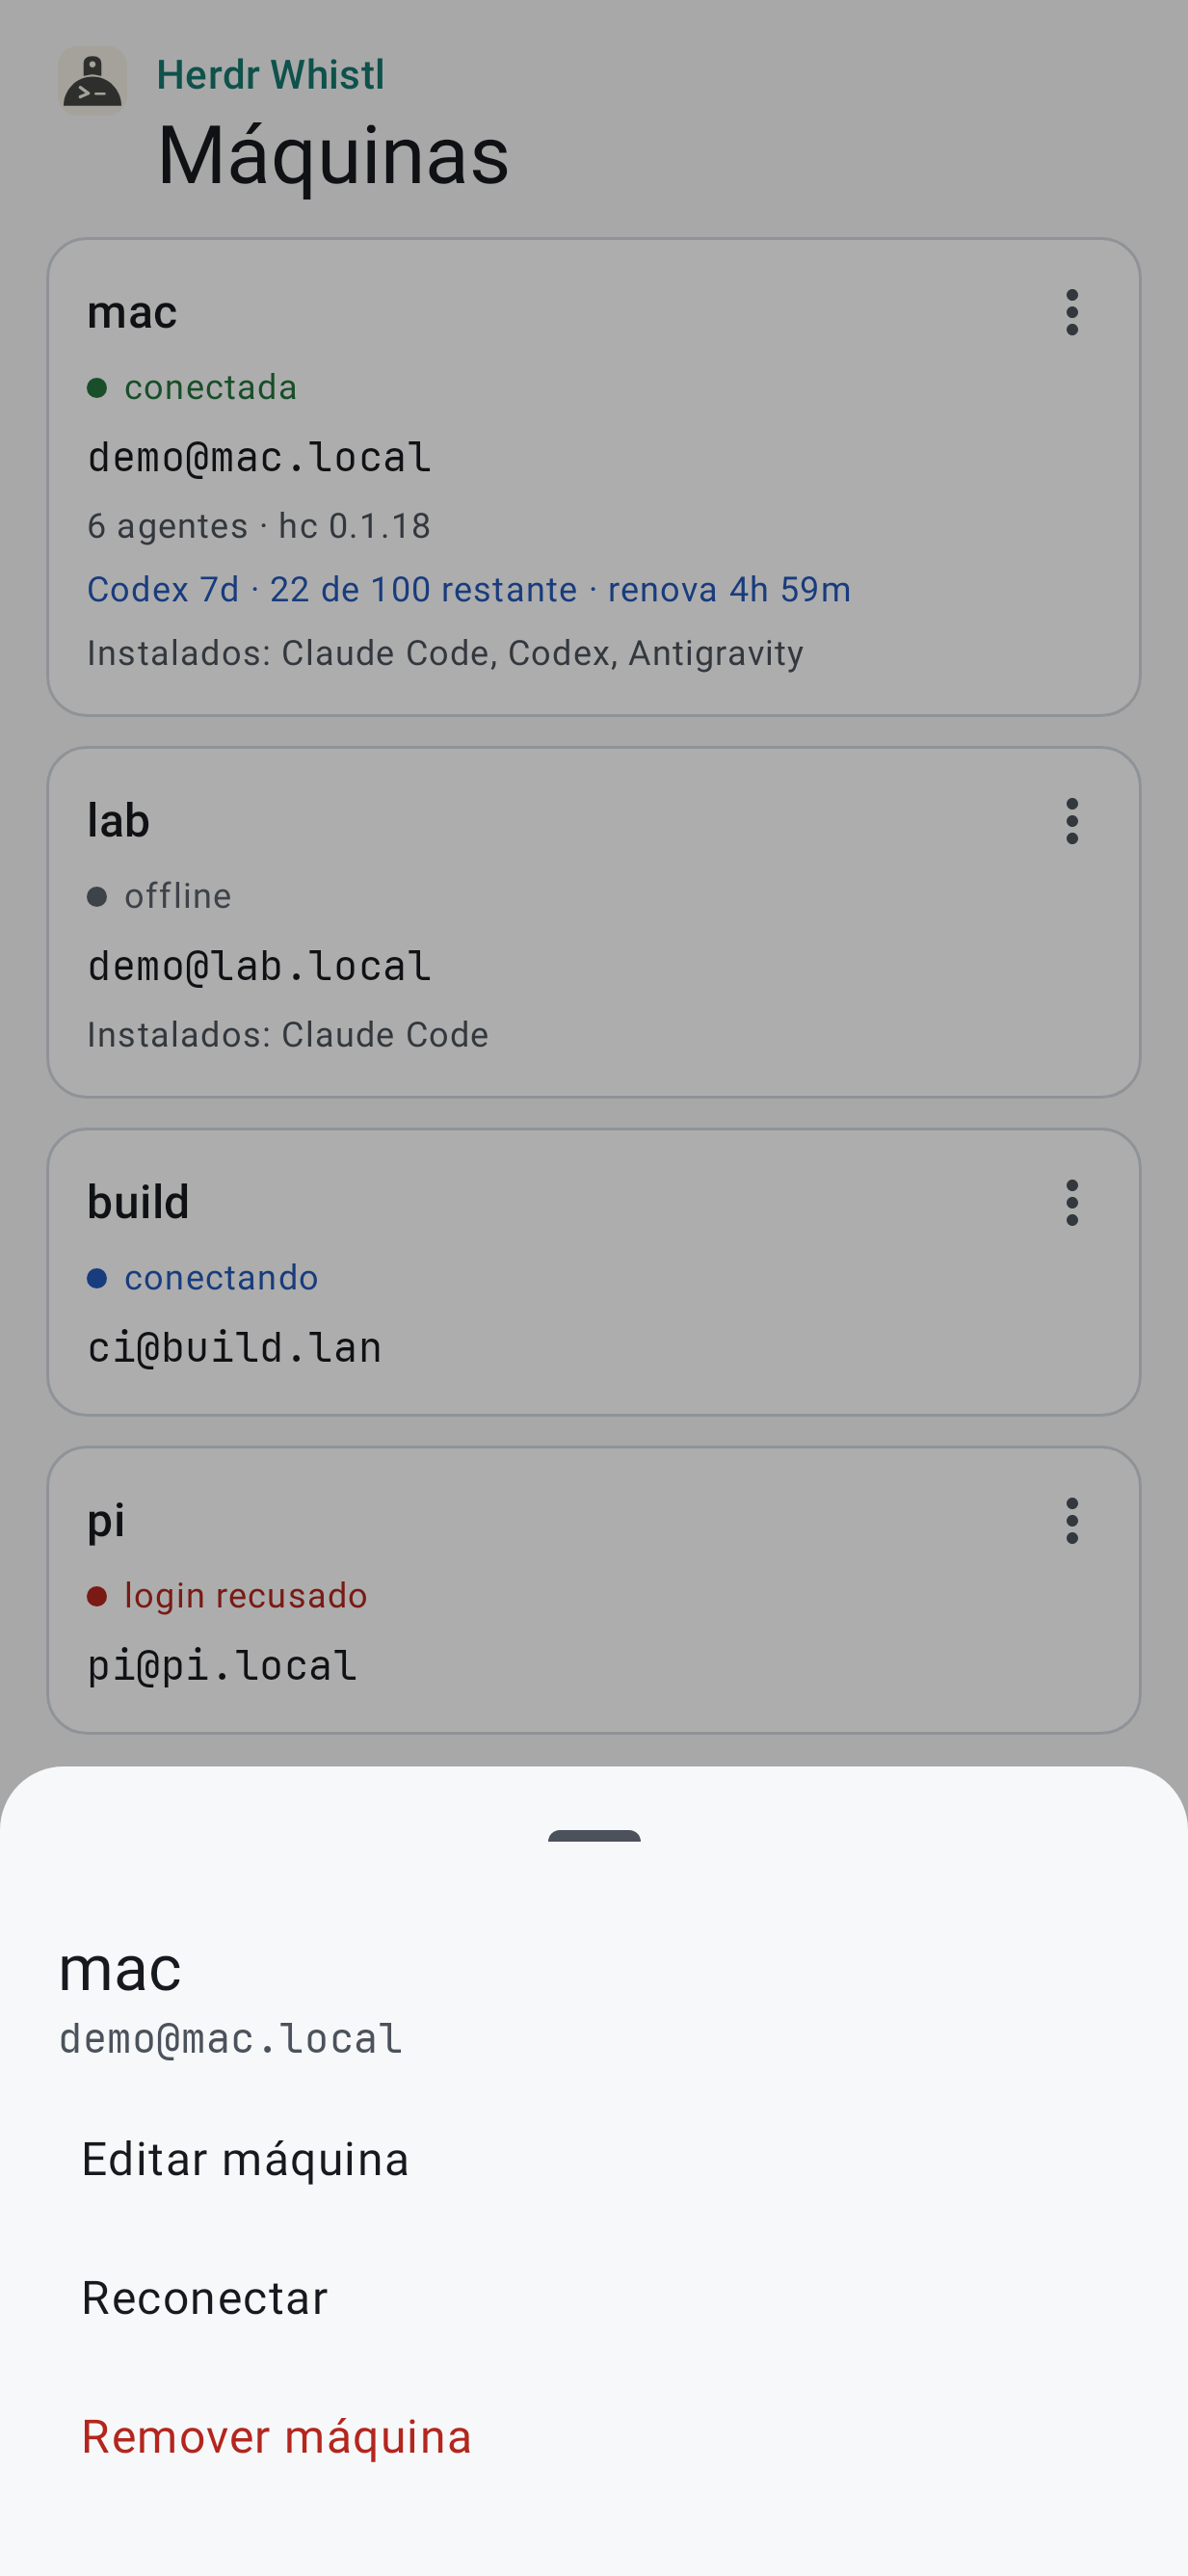 Herdr Whistl
Máquinas
mac
conectada
demo@mac.local
6 agentes · hc 0.1.18
Codex 7d · 22 de 100 restante · renova 4h 59m
Instalados: Claude Code, Codex, Antigravity
lab
offline
demo@lab.local
Instalados: Claude Code
build
conectando
ci@build.lan
pi
login recusado
pi@pi.local
mac
demo@mac.local
Editar máquina
Reconectar
Remover máquina